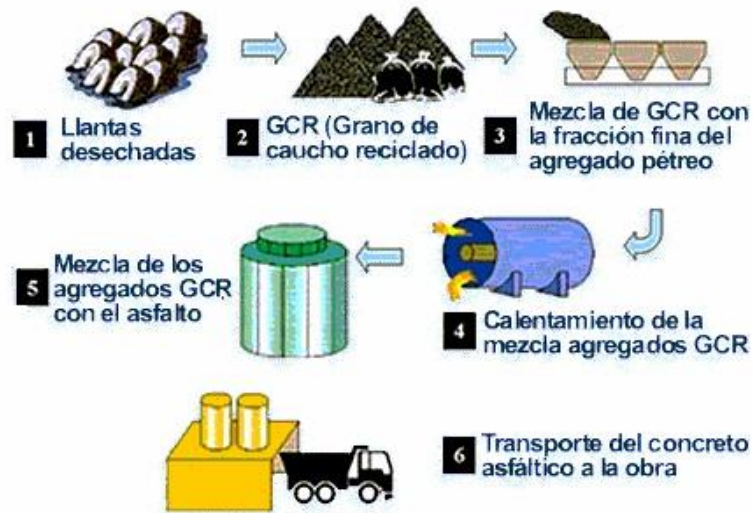 1 Llantas
desechadas
2 GCR (Grano de
caucho reciclado)
3 Mezcla de GCR con
la fracción fina del
agregado pétreo
4 Calentamiento de la
mezcla agregados GCR
5 Mezcla de los
agregados GCR
con el asfalto
6 Transporte del concreto
asfáltico a la obra